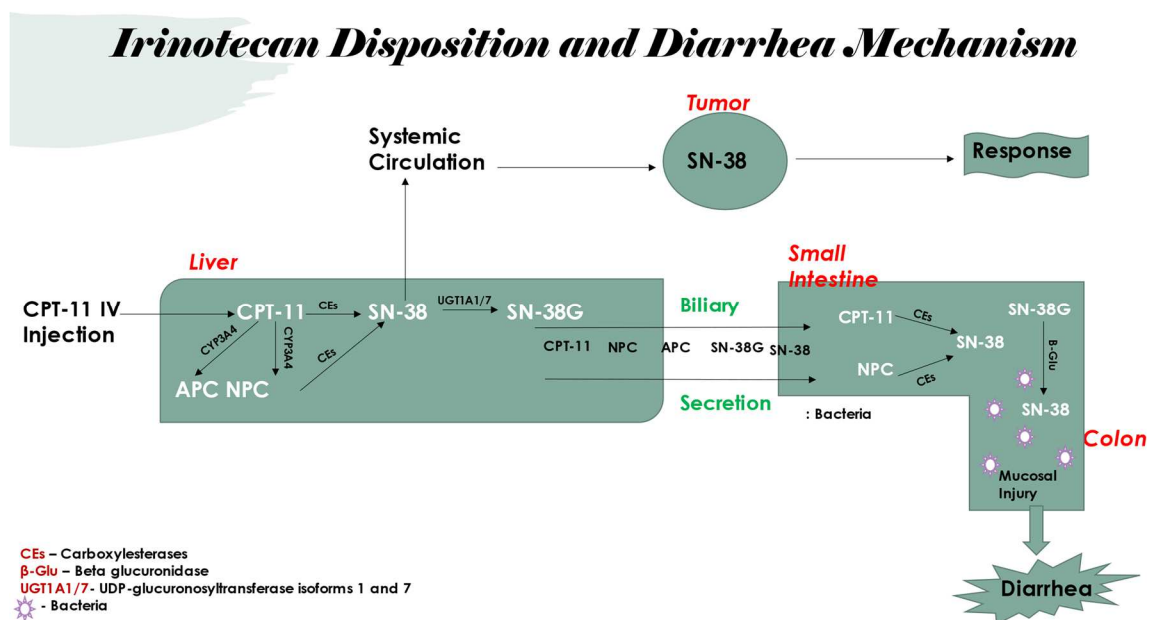 Irinotecan Disposition and Diarrhea Mechanism
Tumor
Systemic
Circulation
SN-38
Response
Liver
Small
Intestine
CPT-11 IV
Injection
CPT-11
CEs
SN-38
UGT1A1/7
SN-38G
CYP3A4
CYP3A4
CEs
APC NPC
Biliary
CPT-11 NPC APC SN-38G SN-38
Secretion
CPT-11
CEs
SN-38
NPC
CEs
SN-38G
B-Glu
SN-38
: Bacteria
Colon
Mucosal
Injury
Diarrhea
CEs – Carboxylesterases
β-Glu – Beta glucuronidase
UGT1A1/7- UDP-glucuronosyltransferase isoforms 1 and 7
- Bacteria